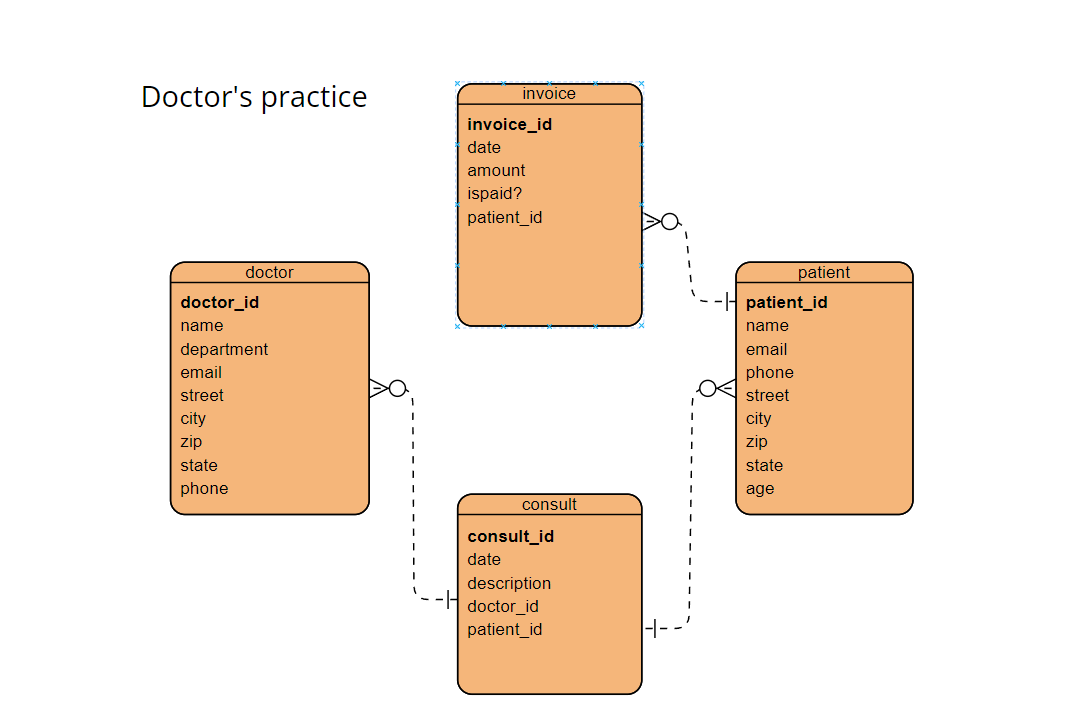 Doctor's practice
invoice
invoice_id
date
amount
ispaid?
patient_id
doctor
doctor_id
name
department
email
street
city
zip
state
phone
patient
patient_id
name
email
phone
street
city
zip
state
age
consult
consult_id
date
description
doctor_id
patient_id